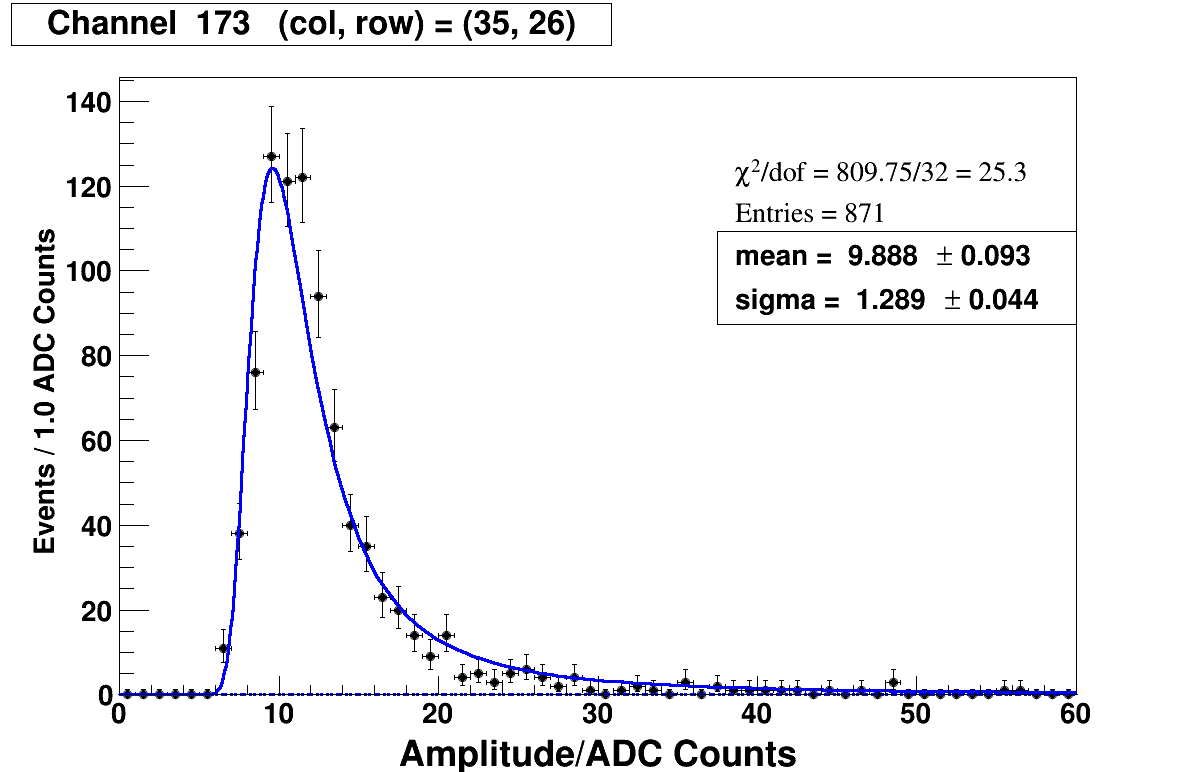 Channel 173 (col, row) = (35, 26)
χ²/dof = 809.75/32 = 25.3
Entries = 871
mean = 9.888 ± 0.093
sigma = 1.289 ± 0.044
Events / 1.0 ADC Counts
140
120
100
80
60
40
20
0
0 10 20 30 40 50 60
Amplitude/ADC Counts